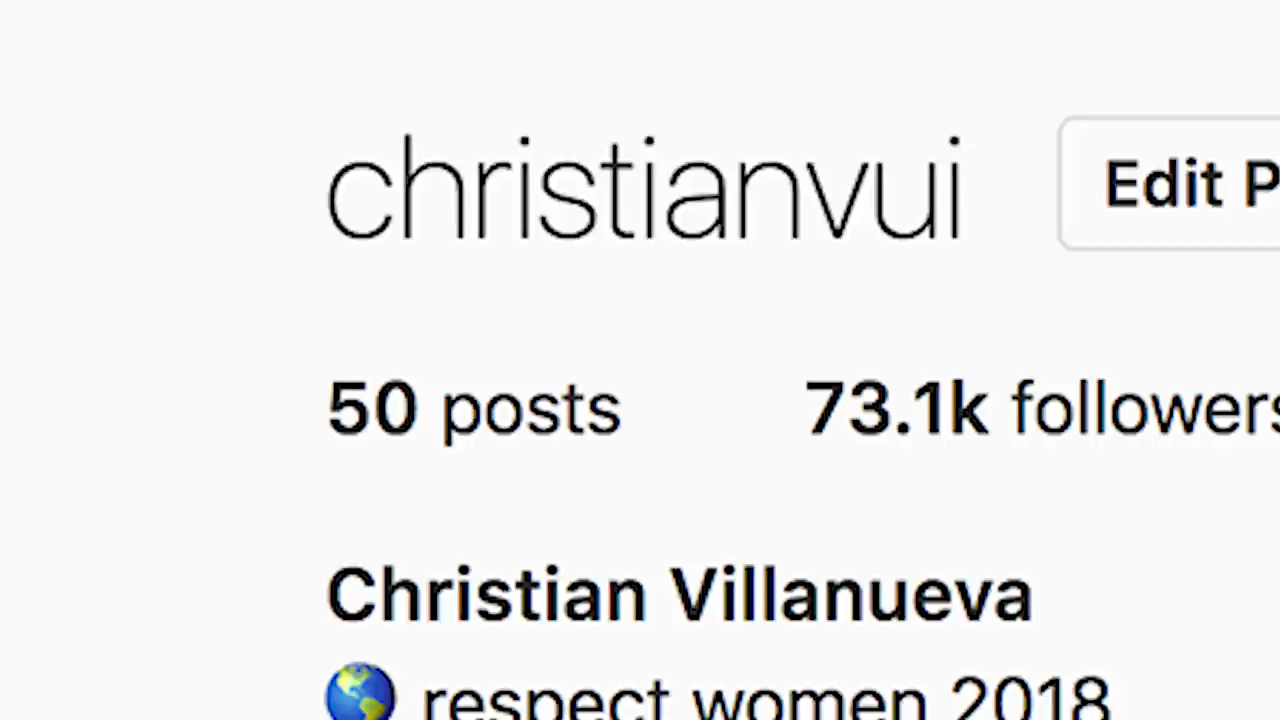 christianvui Edit P
50 posts 73.1k followers
Christian Villanueva
🌎 respect women 2018